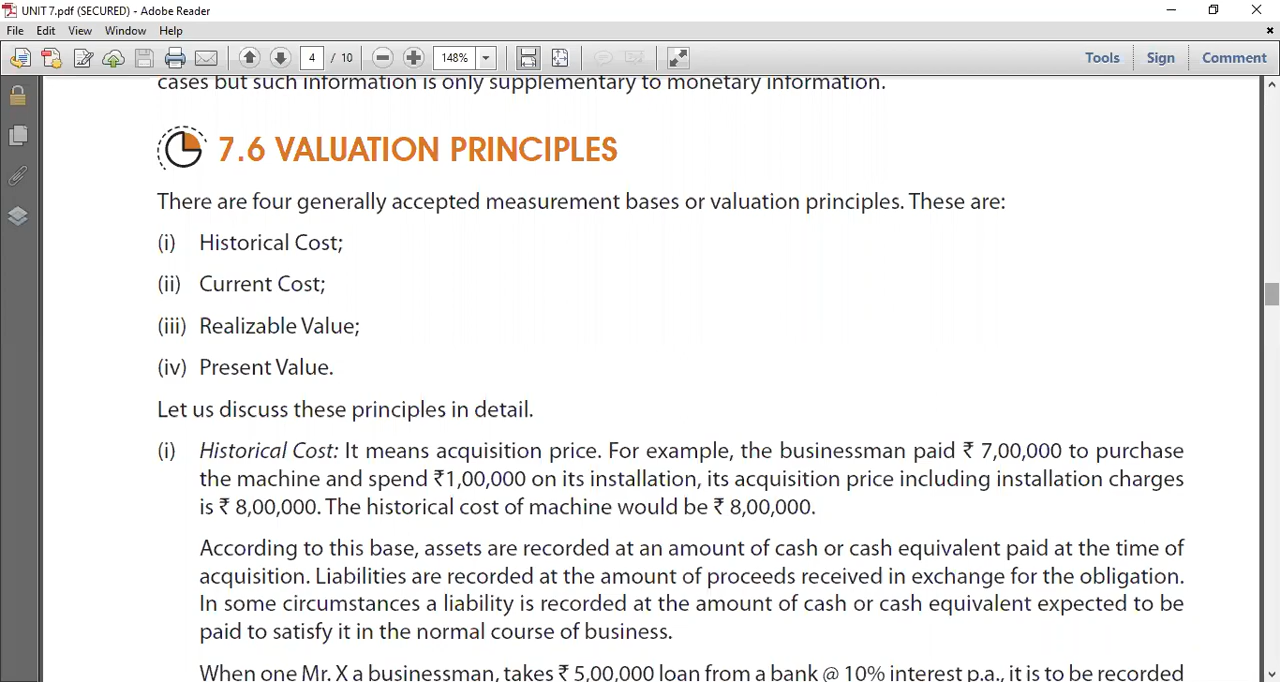 UNIT 7.pdf (SECURED) - Adobe Reader
File Edit View Window Help
4 / 10 148% Tools Sign Comment
cases but such information is only supplementary to monetary information.
7.6 VALUATION PRINCIPLES
There are four generally accepted measurement bases or valuation principles. These are:
(i) Historical Cost;
(ii) Current Cost;
(iii) Realizable Value;
(iv) Present Value.
Let us discuss these principles in detail.
(i) Historical Cost: It means acquisition price. For example, the businessman paid ₹ 7,00,000 to purchase
the machine and spend ₹1,00,000 on its installation, its acquisition price including installation charges
is ₹ 8,00,000. The historical cost of machine would be ₹ 8,00,000.
According to this base, assets are recorded at an amount of cash or cash equivalent paid at the time of
acquisition. Liabilities are recorded at the amount of proceeds received in exchange for the obligation.
In some circumstances a liability is recorded at the amount of cash or cash equivalent expected to be
paid to satisfy it in the normal course of business.
When one Mr. X a businessman, takes ₹ 5,00,000 loan from a bank @ 10% interest p.a., it is to be recorded